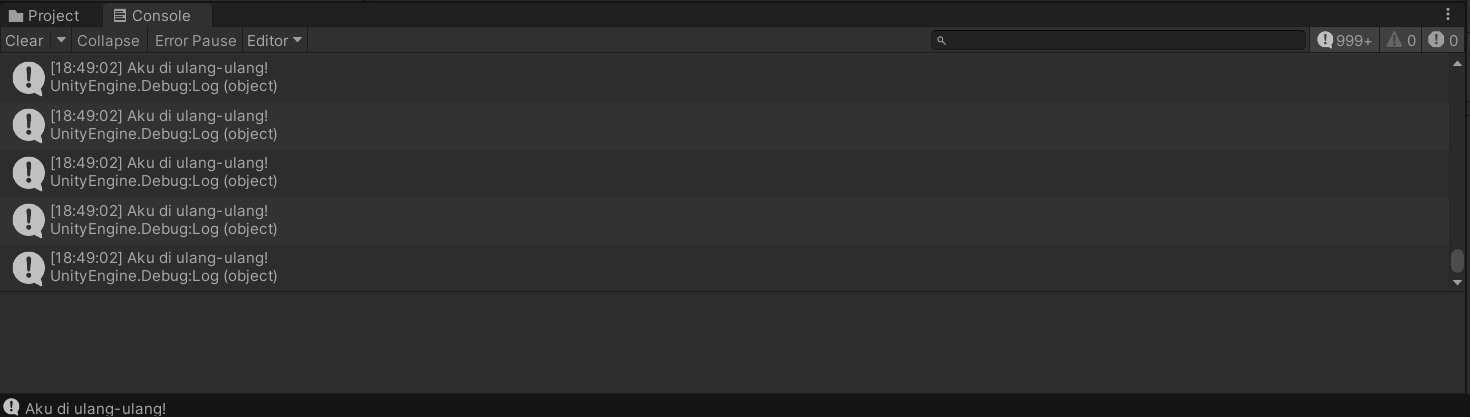 Project Console
Clear Collapse Error Pause Editor 999+ 0 0
[18:49:02] Aku di ulang-ulang!
UnityEngine.Debug:Log (object)
[18:49:02] Aku di ulang-ulang!
UnityEngine.Debug:Log (object)
[18:49:02] Aku di ulang-ulang!
UnityEngine.Debug:Log (object)
[18:49:02] Aku di ulang-ulang!
UnityEngine.Debug:Log (object)
[18:49:02] Aku di ulang-ulang!
UnityEngine.Debug:Log (object)
Aku di ulang-ulang!